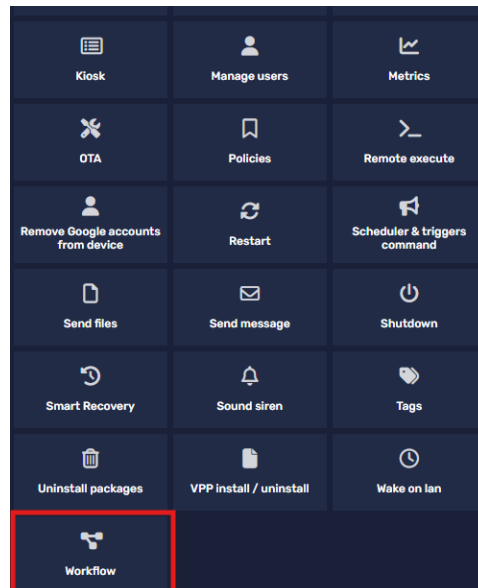 Kiosk
Manage users
Metrics
OTA
Policies
Remote execute
Remove Google accounts
from device
Restart
Scheduler & triggers
command
Send files
Send message
Shutdown
Smart Recovery
Sound siren
Tags
Uninstall packages
VPP install / uninstall
Wake on lan
Workflow